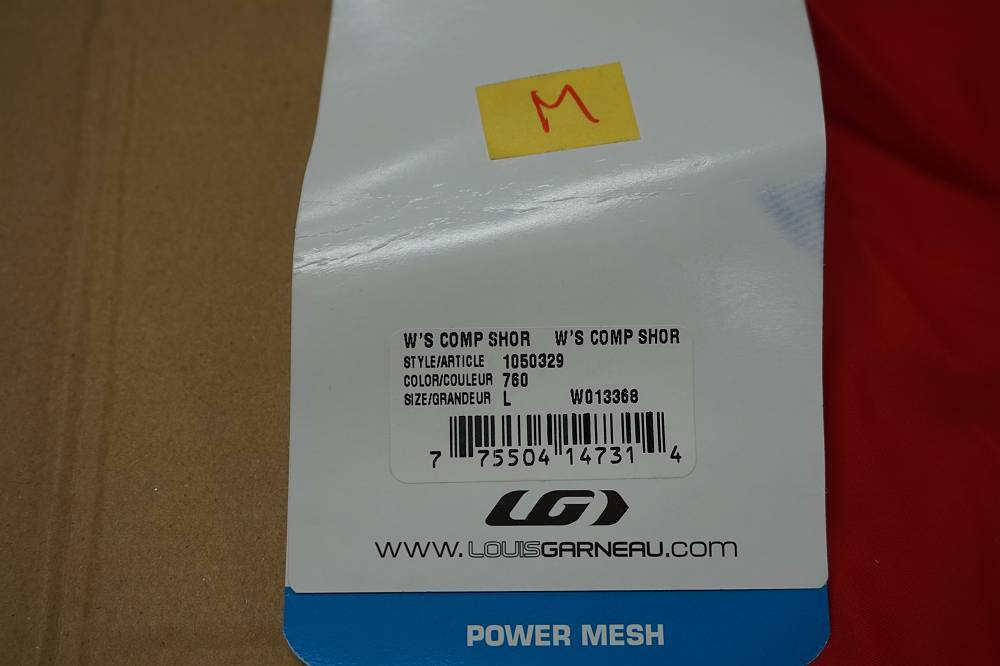 M
W'S COMP SHOR W'S COMP SHOR
STYLE/ARTICLE 1050329
COLOR/COULEUR 760
SIZE/GRANDEUR L W013368
7 75504 14731 4
LG
www.LOUISGARNEAU.com
POWER MESH